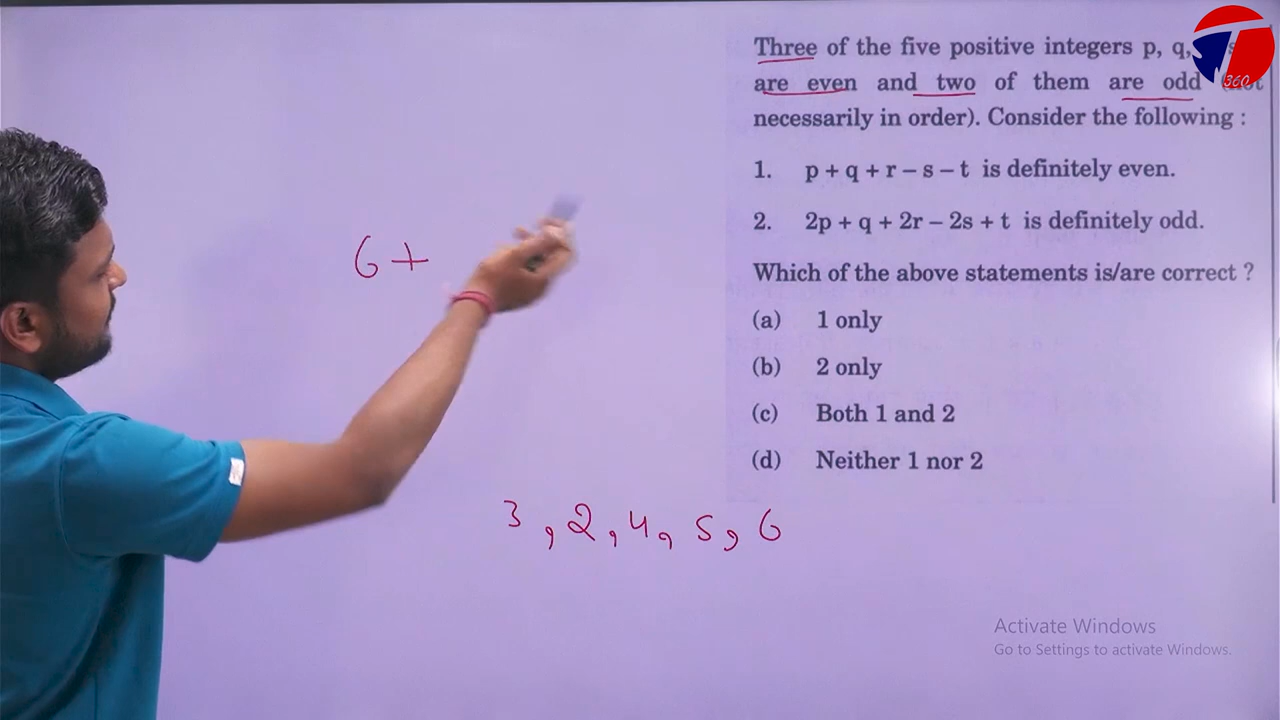 Three of the five positive integers p, q,
are even and two of them are odd
necessarily in order). Consider the following :
1. p + q + r – s – t is definitely even.
2. 2p + q + 2r – 2s + t is definitely odd.
Which of the above statements is/are correct ?
(a) 1 only
(b) 2 only
(c) Both 1 and 2
(d) Neither 1 nor 2
6 +
3 , 2 , 4 , 5 , 6
T
360
Activate Windows
Go to Settings to activate Windows.